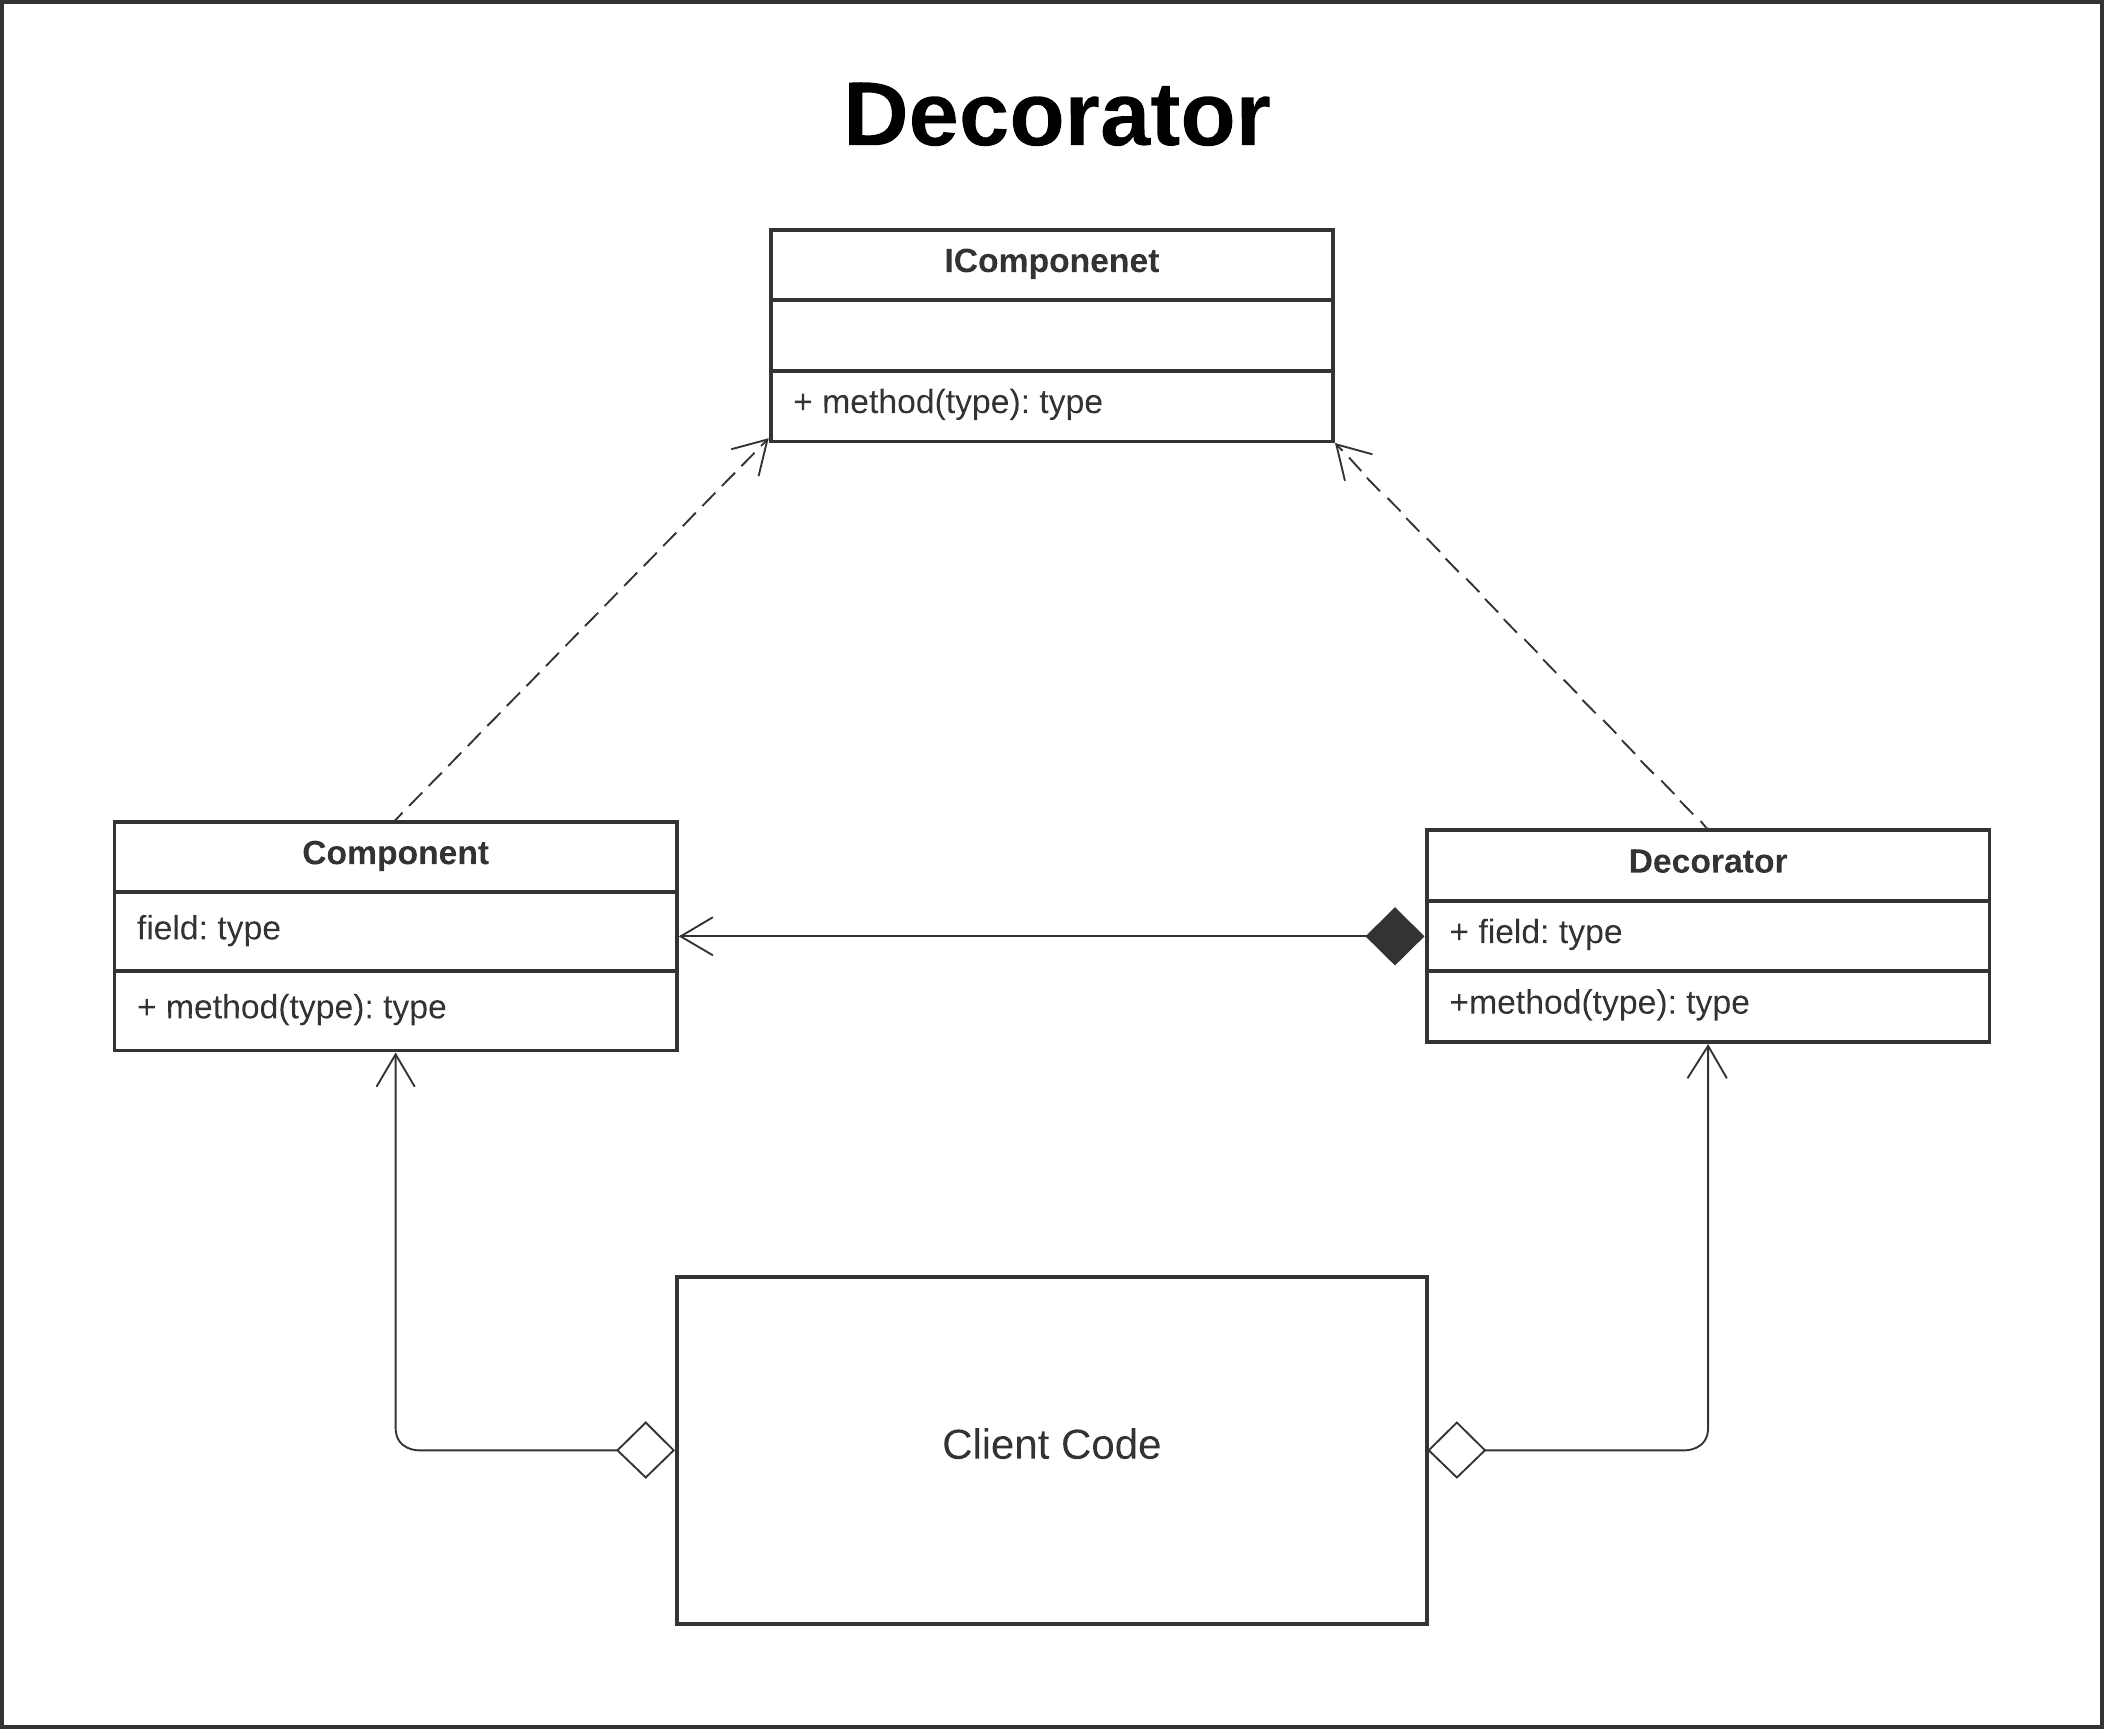 Decorator
IComponenet
+ method(type): type
Component
field: type
+ method(type): type
Decorator
+ field: type
+method(type): type
Client Code